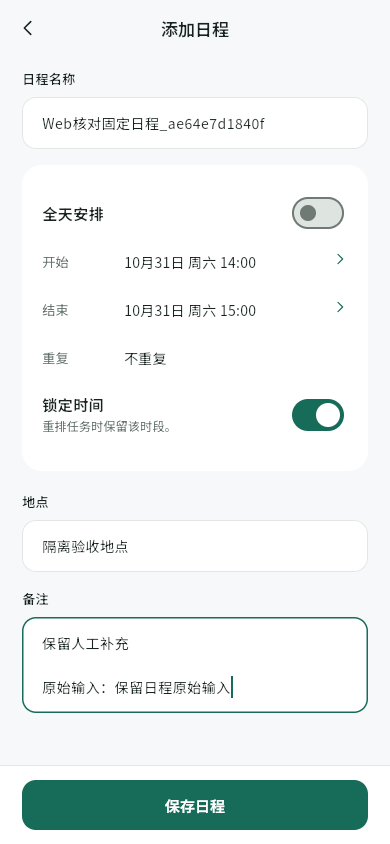 添加日程
日程名称
Web核对固定日程_ae64e7d1840f
全天安排
开始 10月31日 周六 14:00
结束 10月31日 周六 15:00
重复 不重复
锁定时间
重排任务时保留该时段。
地点
隔离验收地点
备注
保留人工补充
原始输入：保留日程原始输入
保存日程